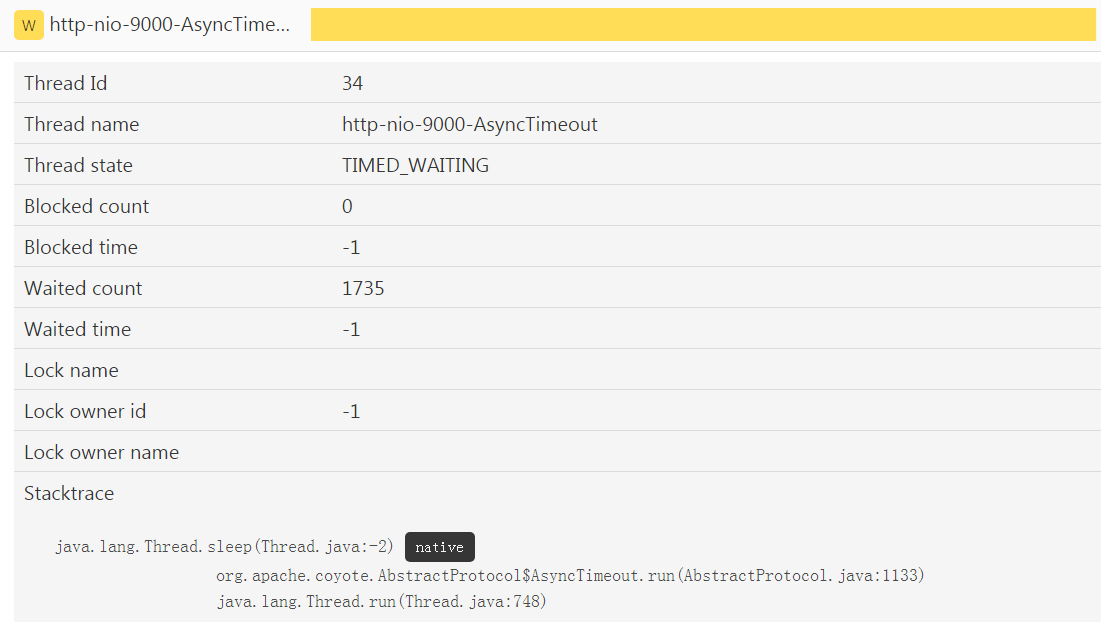 W http-nio-9000-AsyncTime...
Thread Id 34
Thread name http-nio-9000-AsyncTimeout
Thread state TIMED_WAITING
Blocked count 0
Blocked time -1
Waited count 1735
Waited time -1
Lock name
Lock owner id -1
Lock owner name
Stacktrace
java.lang.Thread.sleep(Thread.java:-2) native
org.apache.coyote.AbstractProtocol$AsyncTimeout.run(AbstractProtocol.java:1133)
java.lang.Thread.run(Thread.java:748)